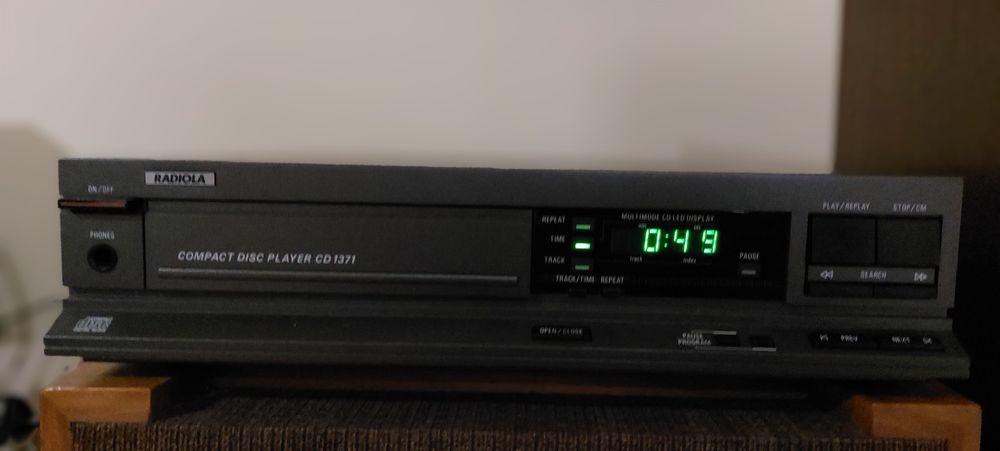 RADIOLA
ON/OFF
PHONES
COMPACT DISC PLAYER CD 1371
MULTIMODE CD LED DISPLAY
REPEAT
TIME
TRACK
0:49
track
index
TRACK/TIME REPEAT
PAUSE
PLAY/REPLAY STOP/CM
SEARCH
OPEN/CLOSE
PAUSE
PROGRAM
PREV
NEXT